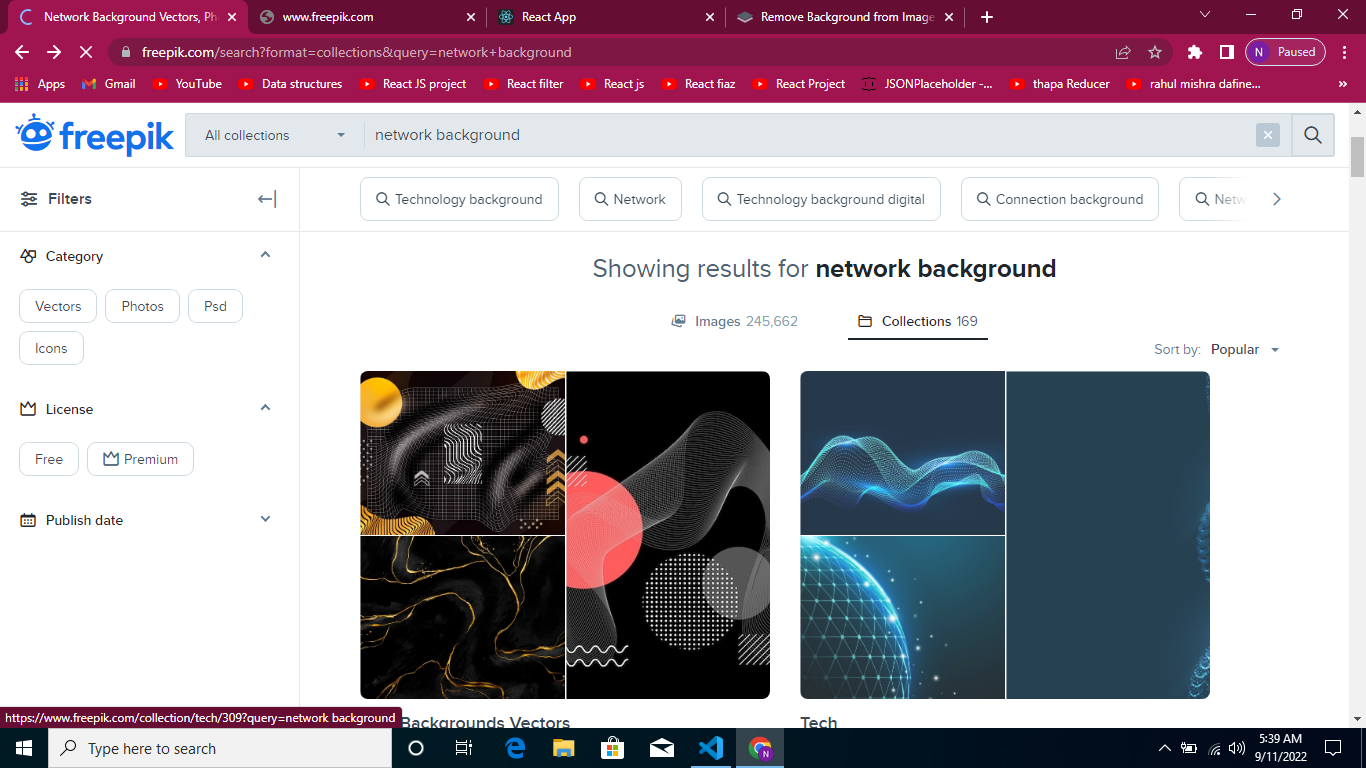 Network Background Vectors, Pho
www.freepik.com
React App
Remove Background from Image
freepik.com/search?format=collections&query=network+background
N Paused
Apps
Gmail
YouTube
Data structures
React JS project
React filter
React js
React fiaz
React Project
JSONPlaceholder -...
thapa Reducer
rahul mishra dafine...
»
freepik
All collections
network background
Filters
Technology background
Network
Technology background digital
Connection background
Netw
Category
Vectors
Photos
Psd
Icons
License
Free
Premium
Publish date
Showing results for network background
Images 245,662
Collections 169
Sort by: Popular
Backgrounds Vectors
Tech
https://www.freepik.com/collection/tech/309?query=network background
Type here to search
N
5:39 AM
9/11/2022